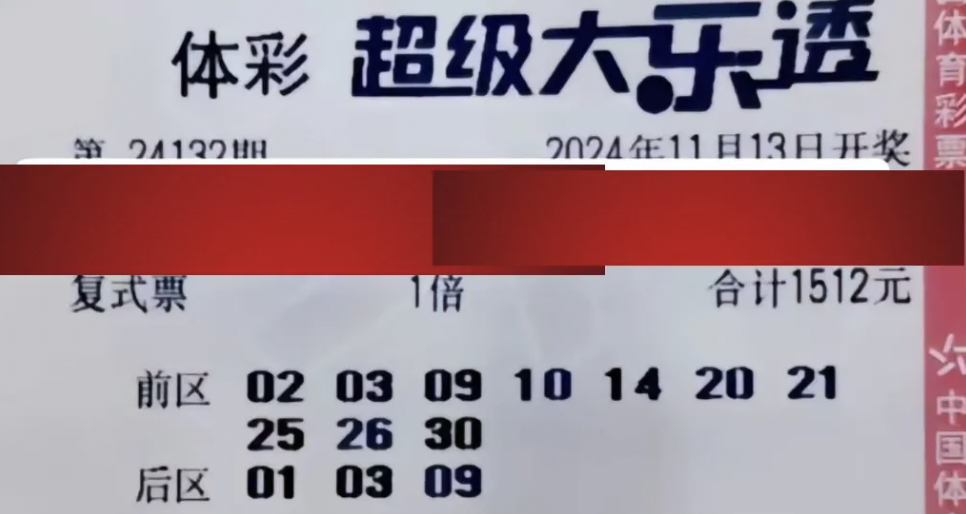 体彩 超级大乐透
第 24132期 2024年11月13日开奖
复式票 1倍 合计1512元
前区 02 03 09 10 14 20 21
25 26 30
后区 01 03 09
体育彩票
中国体